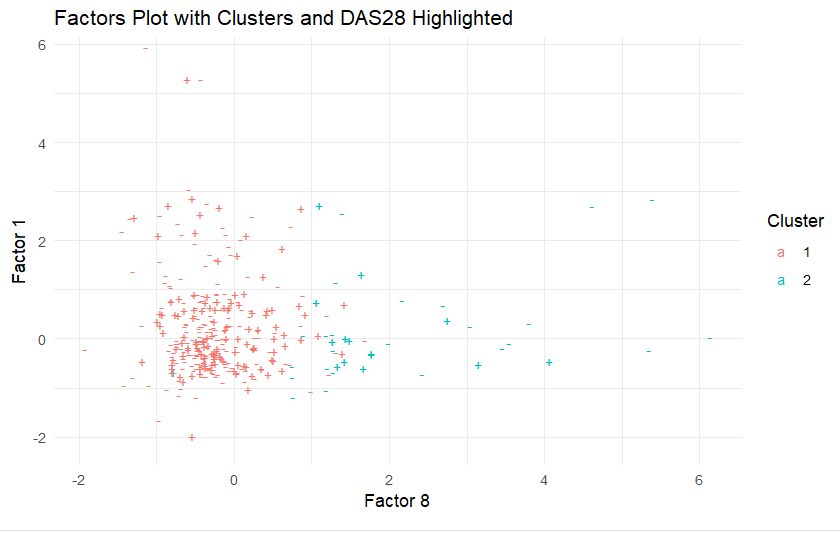 Factors Plot with Clusters and DAS28 Highlighted
6
4
2
0
-2
Factor 1
-2 0 2 4 6
Factor 8
Cluster
a 1
a 2